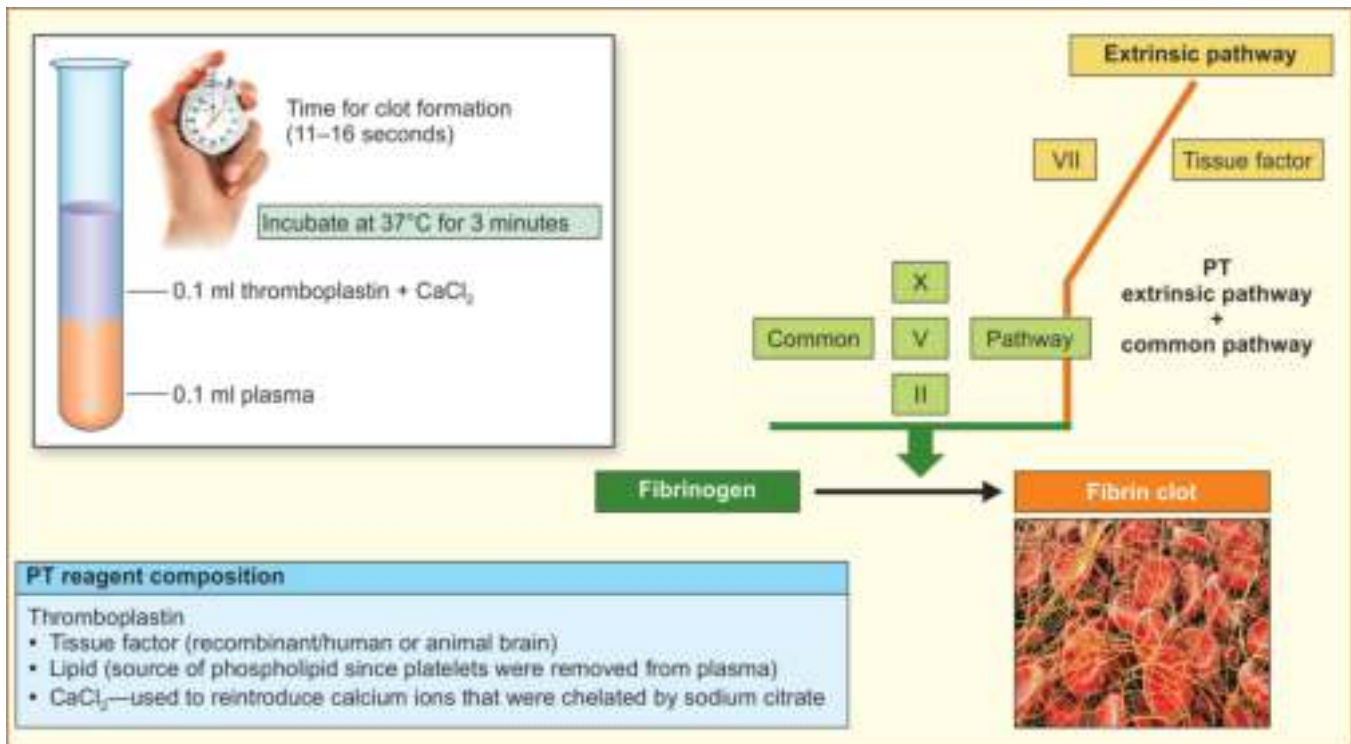 Time for clot formation
(11–16 seconds)
Incubate at 37°C for 3 minutes
0.1 ml thromboplastin + CaCl₂
0.1 ml plasma
Extrinsic pathway
VII
Tissue factor
X
Common
V
Pathway
II
PT
extrinsic pathway
+
common pathway
Fibrinogen
Fibrin clot
PT reagent composition
Thromboplastin
• Tissue factor (recombinant/human or animal brain)
• Lipid (source of phospholipid since platelets were removed from plasma)
• CaCl₂—used to reintroduce calcium ions that were chelated by sodium citrate